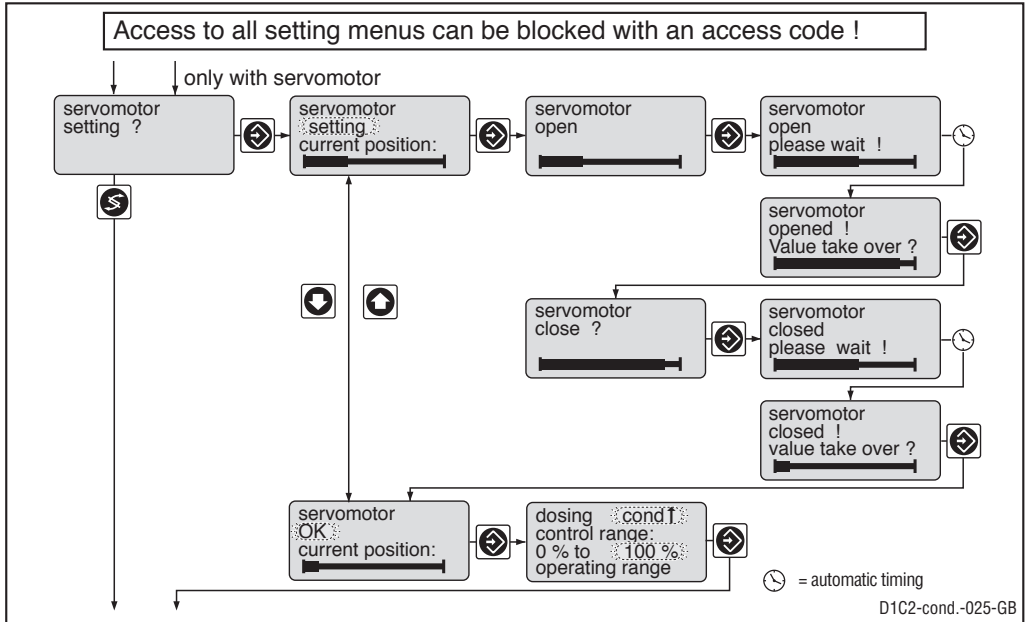 Access to all setting menus can be blocked with an access code !
only with servomotor
servomotor
setting ?
servomotor
setting
current position:
servomotor
open
servomotor
open
please wait !
servomotor
opened !
Value take over ?
servomotor
close ?
servomotor
closed
please wait !
servomotor
closed !
value take over ?
servomotor
OK
current position:
dosing cond↑
control range:
0 % to 100 %
operating range
= automatic timing
D1C2-cond.-025-GB